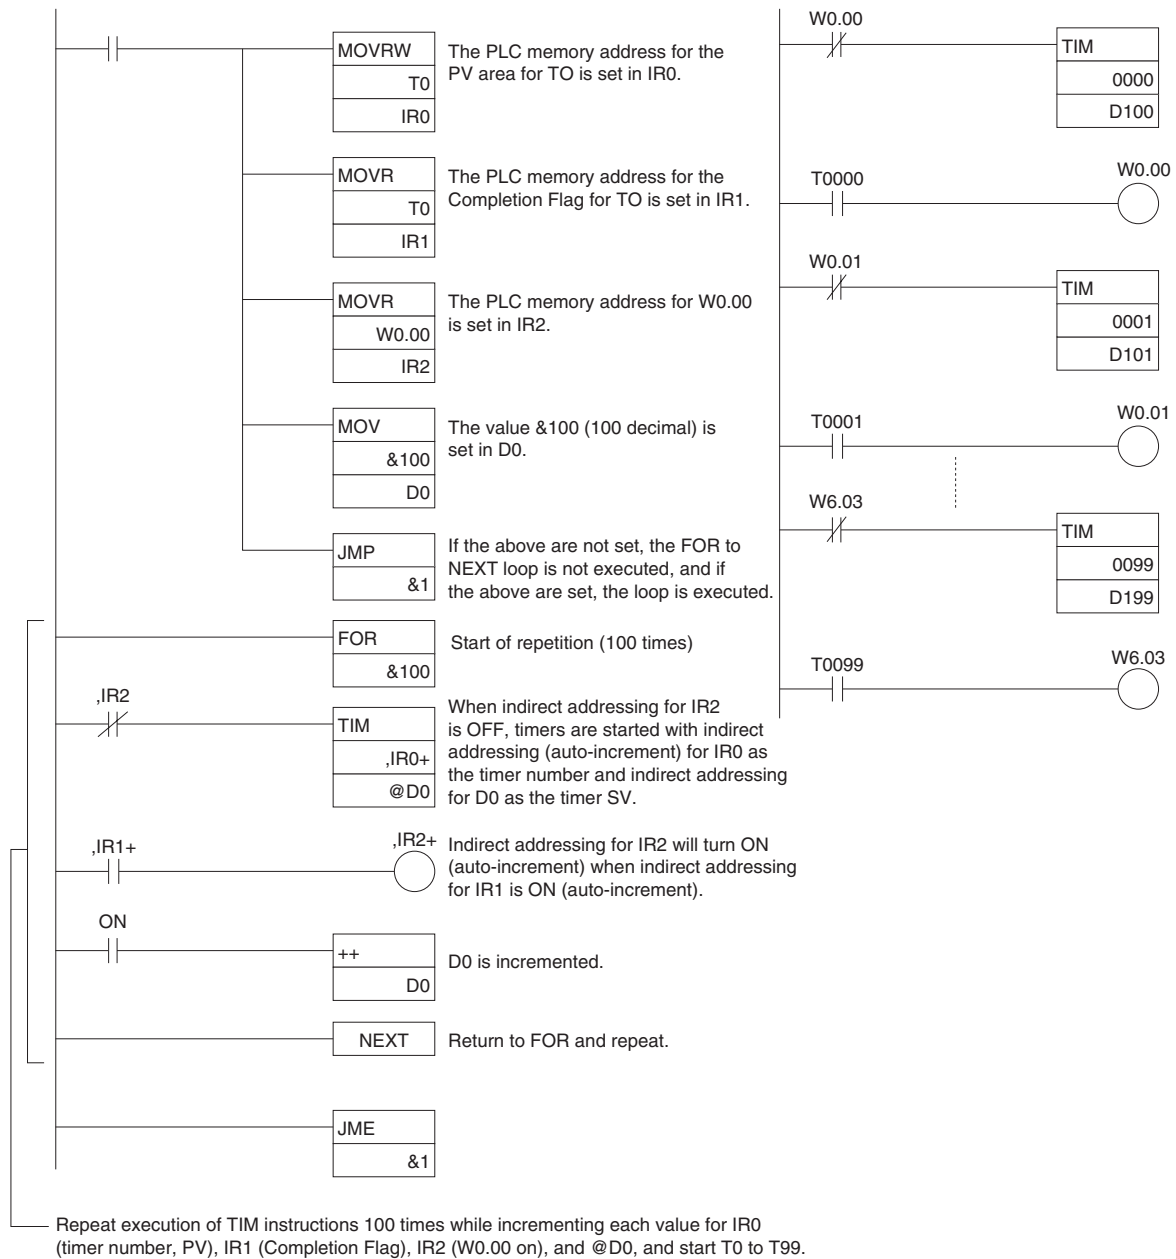 MOVRW
T0
IR0
The PLC memory address for the
PV area for TO is set in IR0.
MOVR
T0
IR1
The PLC memory address for the
Completion Flag for TO is set in IR1.
MOVR
W0.00
IR2
The PLC memory address for W0.00
is set in IR2.
MOV
&100
D0
The value &100 (100 decimal) is
set in D0.
JMP
&1
If the above are not set, the FOR to
NEXT loop is not executed, and if
the above are set, the loop is executed.
FOR
&100
Start of repetition (100 times)
,IR2
TIM
,IR0+
@D0
When indirect addressing for IR2
is OFF, timers are started with indirect
addressing (auto-increment) for IR0 as
the timer number and indirect addressing
for D0 as the timer SV.
,IR1+
,IR2+
Indirect addressing for IR2 will turn ON
(auto-increment) when indirect addressing
for IR1 is ON (auto-increment).
ON
++
D0
D0 is incremented.
NEXT
Return to FOR and repeat.
JME
&1
Repeat execution of TIM instructions 100 times while incrementing each value for IR0
(timer number, PV), IR1 (Completion Flag), IR2 (W0.00 on), and @D0, and start T0 to T99.
W0.00
TIM
0000
D100
T0000
W0.00
W0.01
TIM
0001
D101
T0001
W0.01
W6.03
TIM
0099
D199
T0099
W6.03